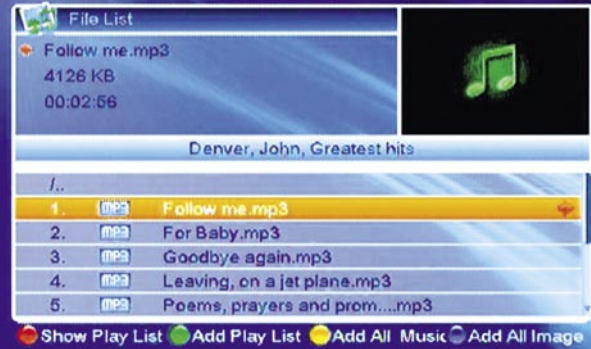 File List
Follow me.mp3
4126 KB
00:02:56
Denver, John, Greatest hits
/..
1. mp3 Follow me.mp3
2. mp3 For Baby.mp3
3. mp3 Goodbye again.mp3
4. mp3 Leaving, on a jet plane.mp3
5. mp3 Poems, prayers and prom....mp3
Show Play List Add Play List Add All Music Add All Image